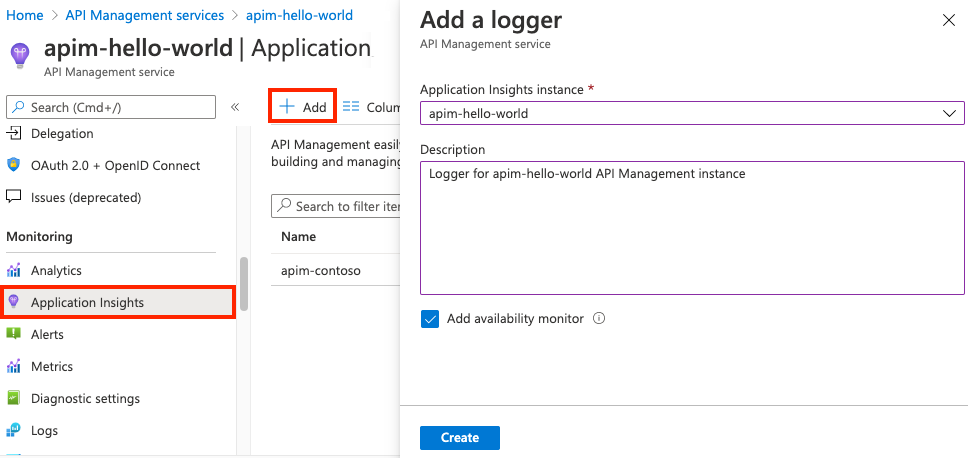 Home > API Management services > apim-hello-world
apim-hello-world | Application
API Management service
Search (Cmd+/)
«
Delegation
OAuth 2.0 + OpenID Connect
Issues (deprecated)
Monitoring
Analytics
Application Insights
Alerts
Metrics
Diagnostic settings
Logs
Add
Colum
API Management easily
building and managing
Search to filter iter
Name
apim-contoso
Add a logger
API Management service
Application Insights instance *
apim-hello-world
Description
Logger for apim-hello-world API Management instance
Add availability monitor
Create